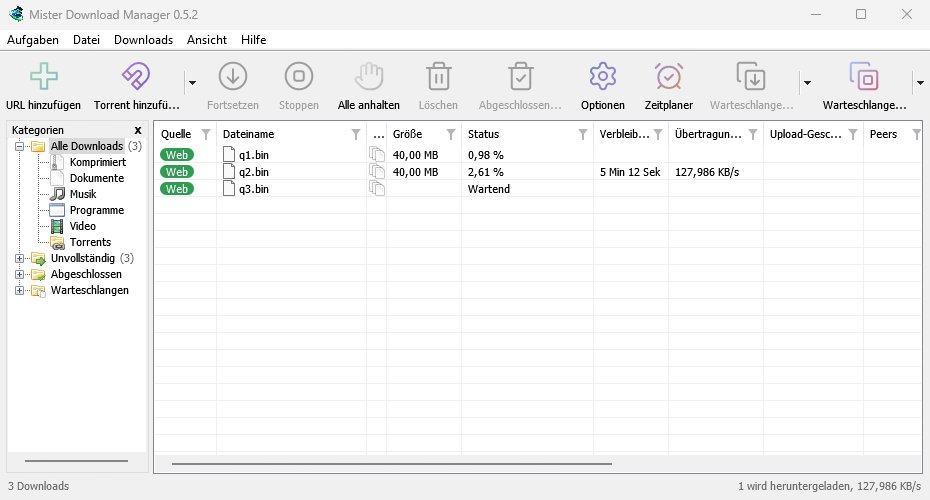 Mister Download Manager 0.5.2
Aufgaben Datei Downloads Ansicht Hilfe
URL hinzufügen Torrent hinzufü... Fortsetzen Stoppen Alle anhalten Löschen Abgeschlossen... Optionen Zeitplaner Warteschlange... Warteschlange...
Kategorien x
Alle Downloads (3)
Komprimiert
Dokumente
Musik
Programme
Video
Torrents
Unvollständig (3)
Abgeschlossen
Warteschlangen
Quelle Dateiname ... Größe Status Verbleib... Übertragun... Upload-Gesc... Peers
Web q1.bin 40,00 MB 0,98 %
Web q2.bin 40,00 MB 2,61 % 5 Min 12 Sek 127,986 KB/s
Web q3.bin Wartend
3 Downloads 1 wird heruntergeladen, 127,986 KB/s